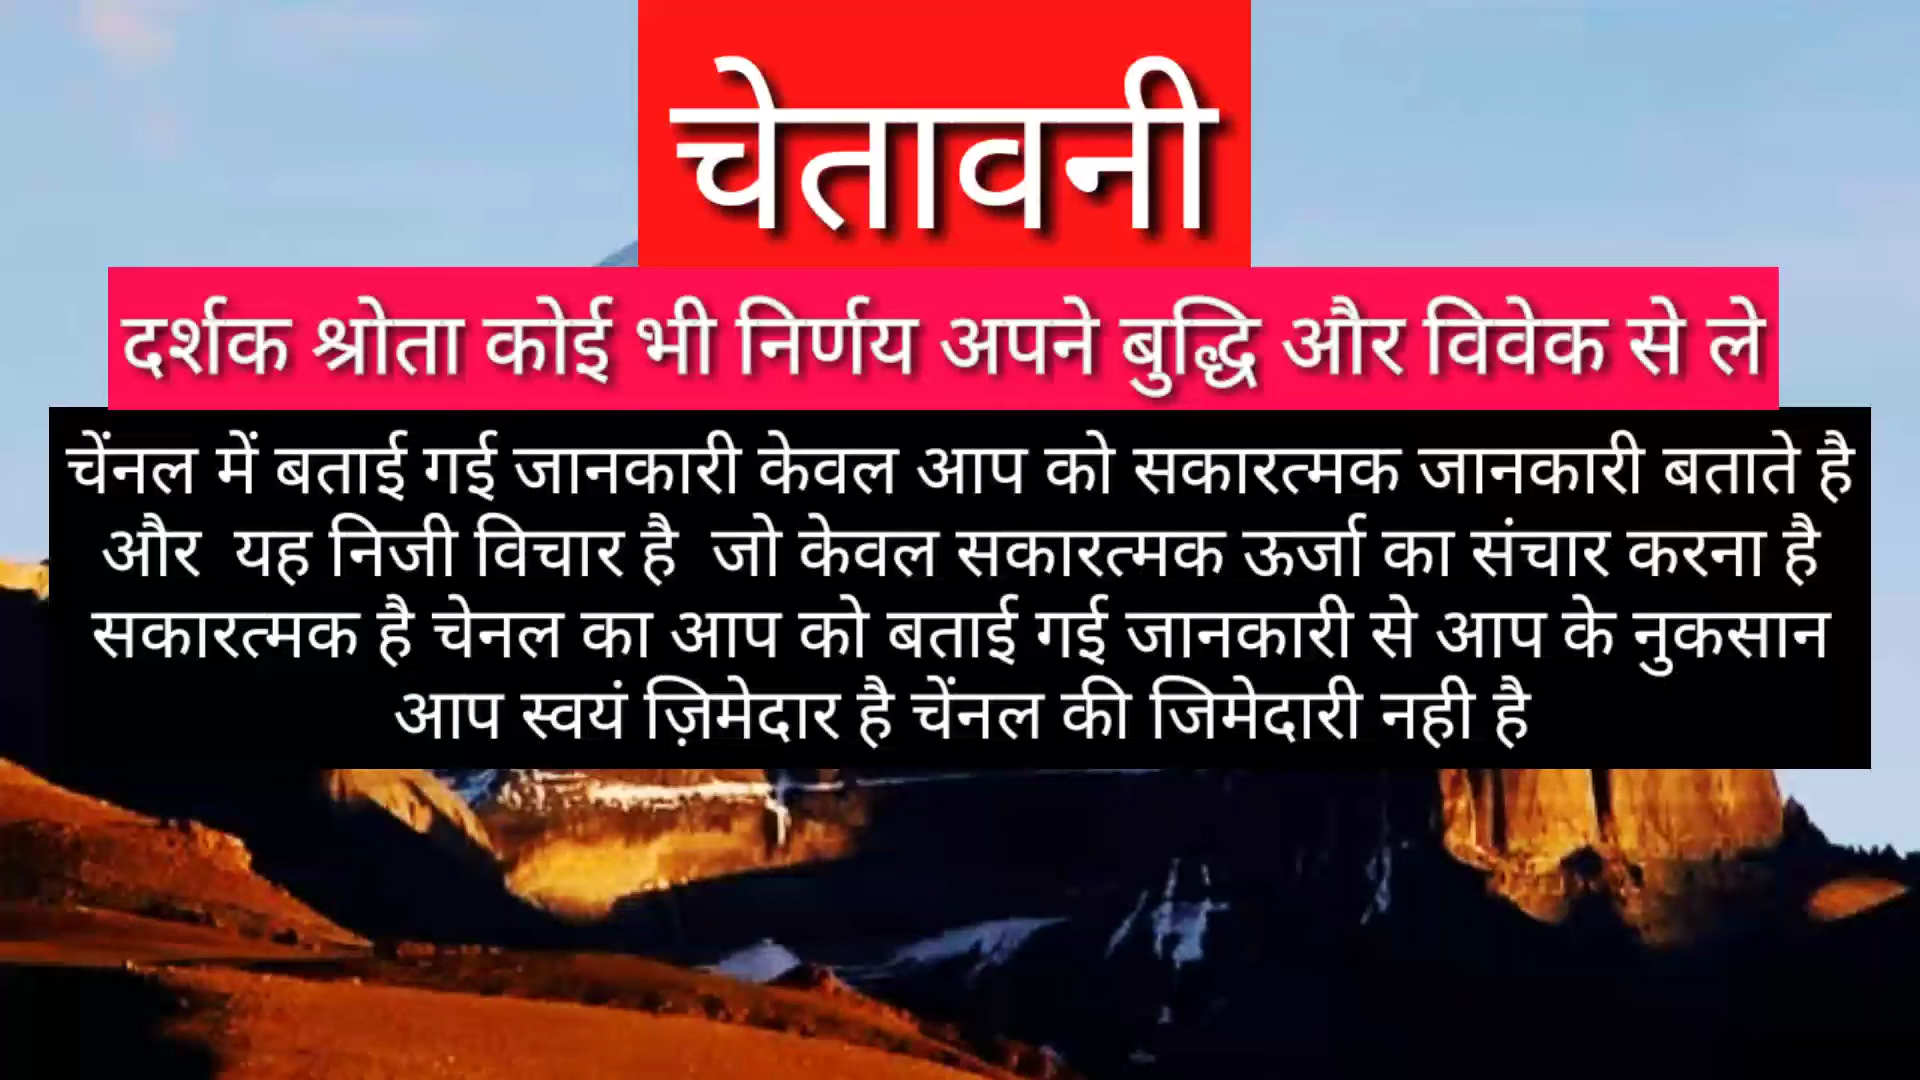 चेतावनी
दर्शक श्रोता कोई भी निर्णय अपने बुद्धि और विवेक से ले
चेंनल में बताई गई जानकारी केवल आप को सकारत्मक जानकारी बताते है
और यह निजी विचार है जो केवल सकारत्मक ऊर्जा का संचार करना है
सकारत्मक है चेनल का आप को बताई गई जानकारी से आप के नुकसान
आप स्वयं ज़िमेदार है चेंनल की जिमेदारी नही है